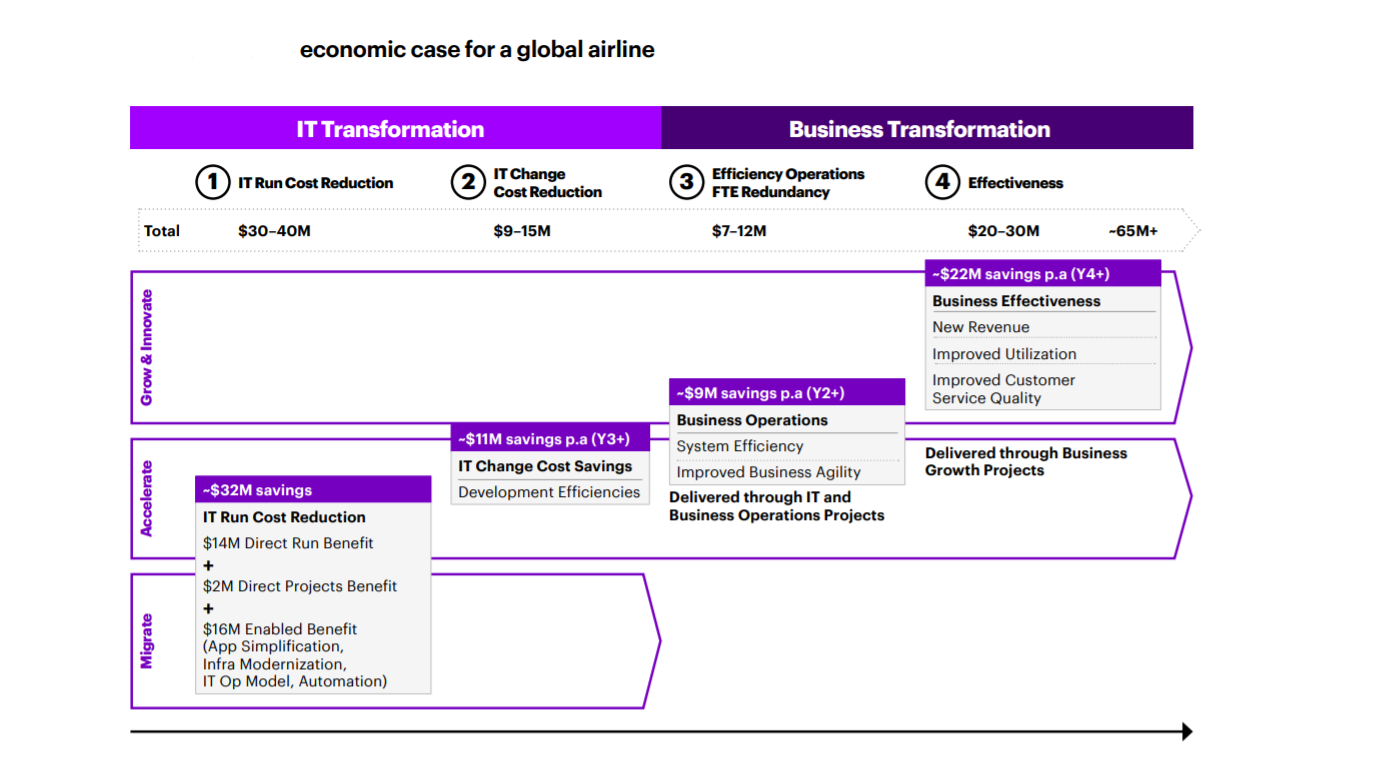 economic case for a global airline
IT Transformation
Business Transformation
1
IT Run Cost Reduction
2
IT Change
Cost Reduction
3
Efficiency Operations
FTE Redundancy
4
Effectiveness
Total
$30–40M
$9–15M
$7–12M
$20–30M
~65M+
Grow & Innovate
~$22M savings p.a (Y4+)
Business Effectiveness
New Revenue
Improved Utilization
Improved Customer
Service Quality
~$9M savings p.a (Y2+)
Business Operations
System Efficiency
Improved Business Agility
Delivered through IT and
Business Operations Projects
Delivered through Business
Growth Projects
Accelerate
~$11M savings p.a (Y3+)
IT Change Cost Savings
Development Efficiencies
~$32M savings
IT Run Cost Reduction
$14M Direct Run Benefit
+
$2M Direct Projects Benefit
+
$16M Enabled Benefit
(App Simplification,
Infra Modernization,
IT Op Model, Automation)
Migrate